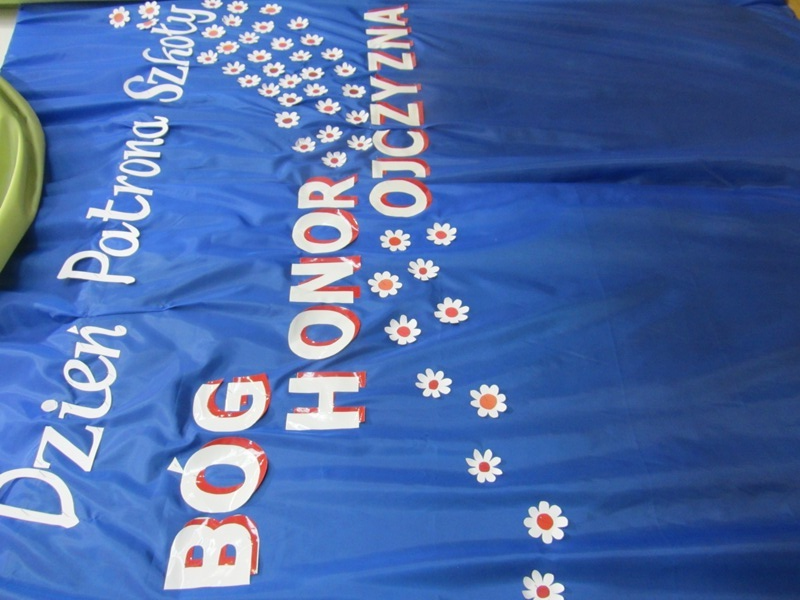 Dzień Patrona Szkoły
BÓG
HONOR
OJCZYZNA